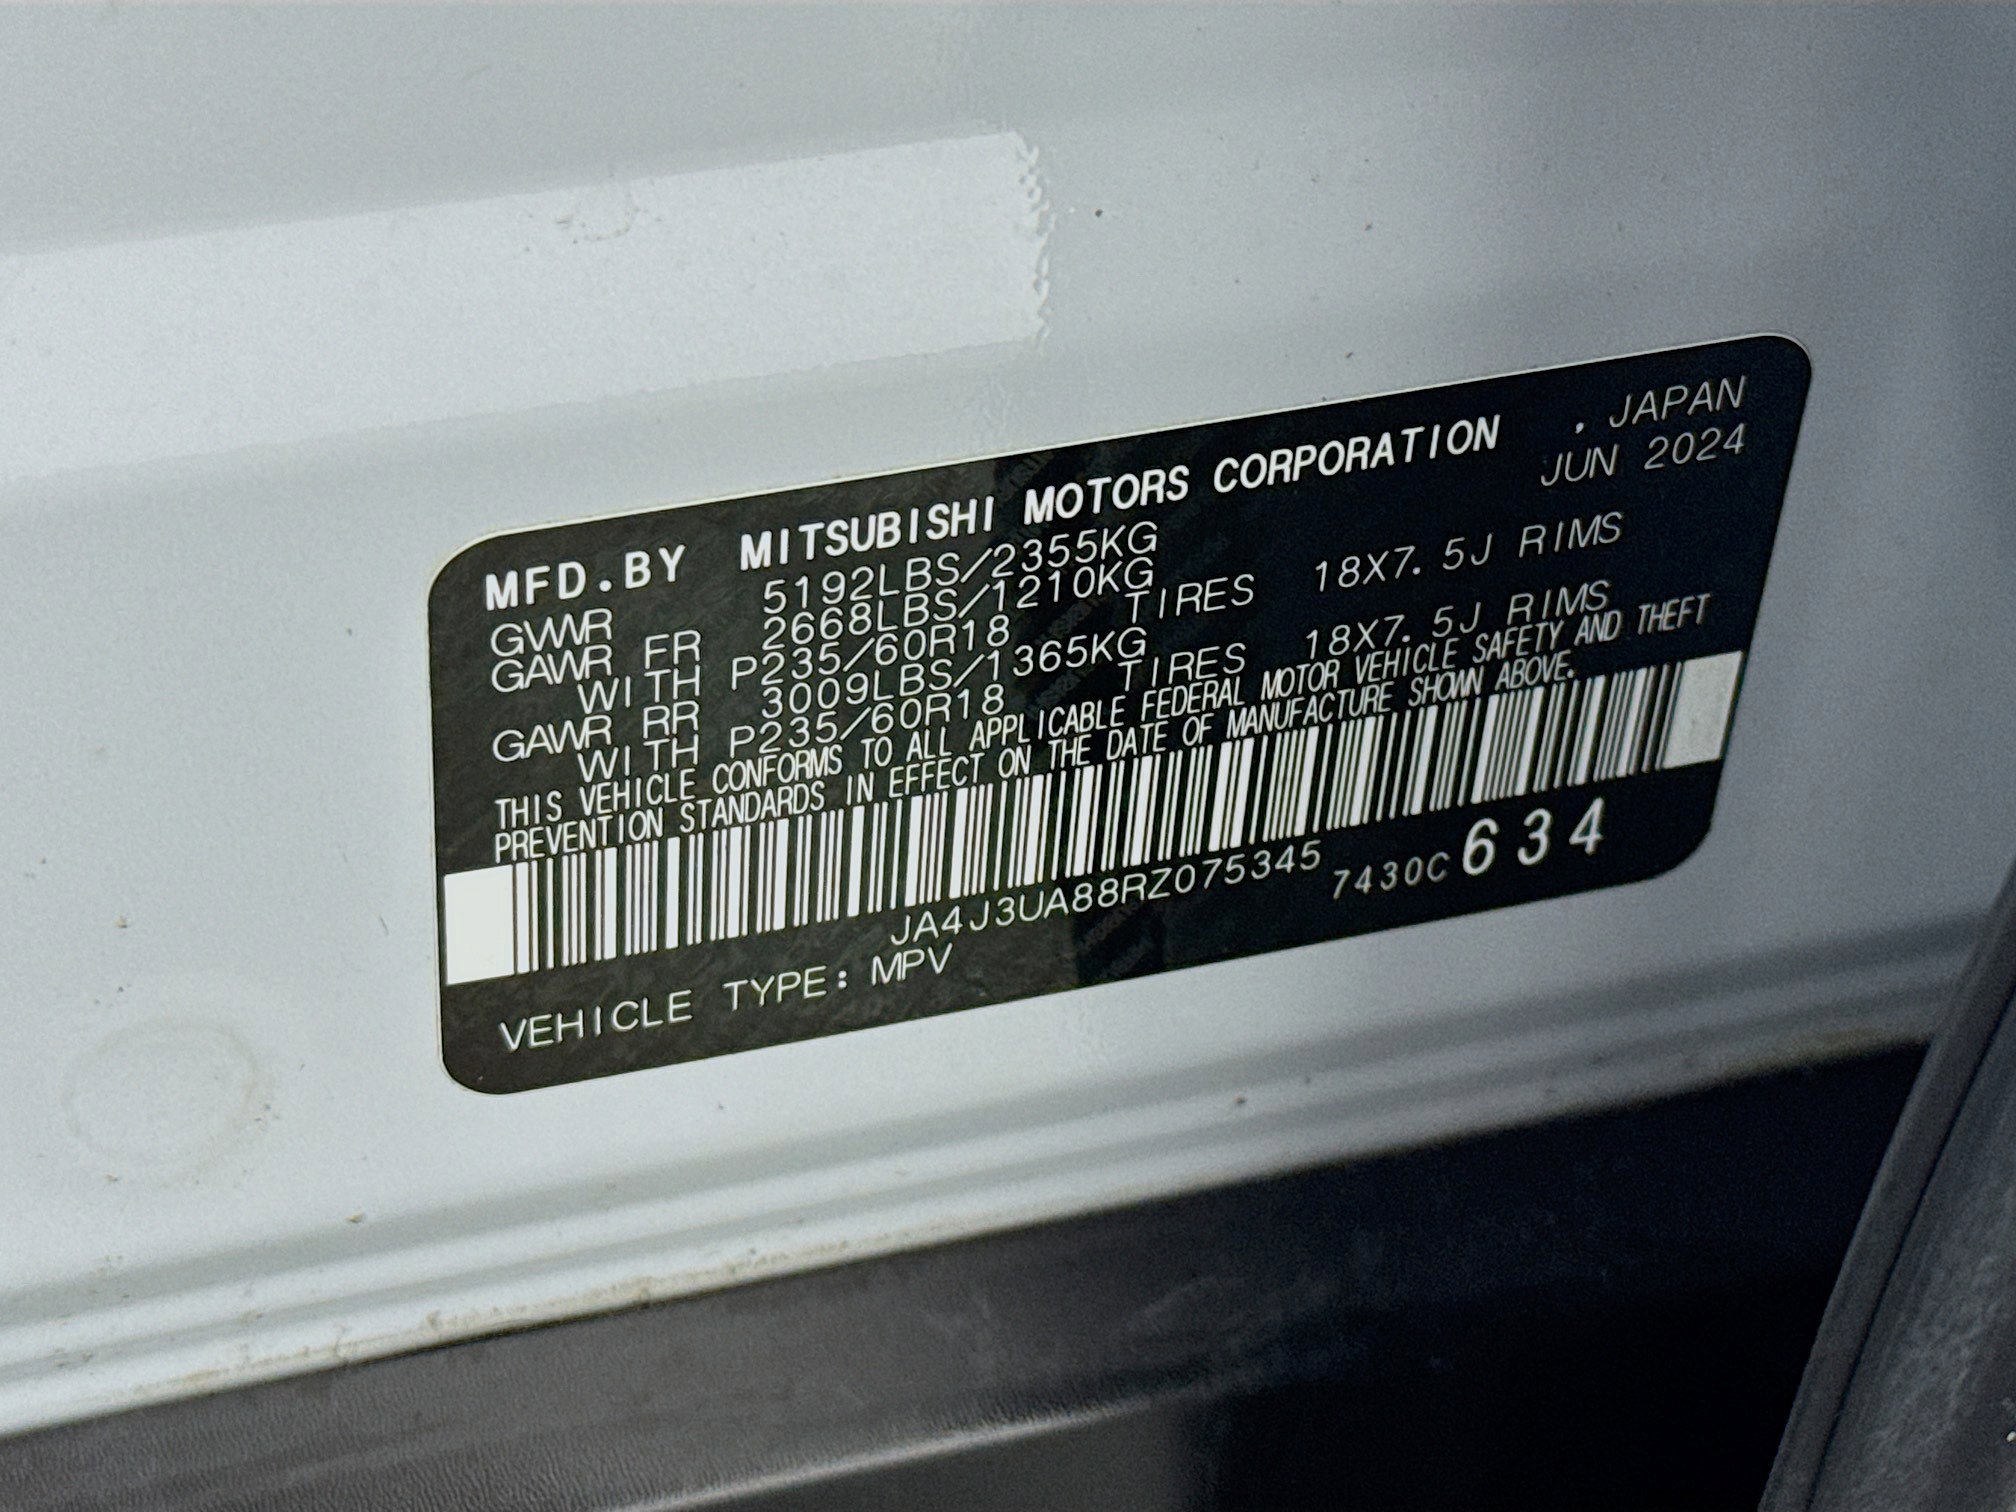 MFD.BY MITSUBISHI MOTORS CORPORATION . JAPAN
JUN 2024
GVWR 5192LBS/2355KG
GAWR FR 2668LBS/1210KG
WITH P235/60R18 TIRES 18X7.5J RIMS
GAWR RR 3009LBS/1365KG
WITH P235/60R18 TIRES 18X7.5J RIMS
THIS VEHICLE CONFORMS TO ALL APPLICABLE FEDERAL MOTOR VEHICLE SAFETY AND THEFT
PREVENTION STANDARDS IN EFFECT ON THE DATE OF MANUFACTURE SHOWN ABOVE.
JA4J3UA88RZ075345 7430C 634
VEHICLE TYPE: MPV